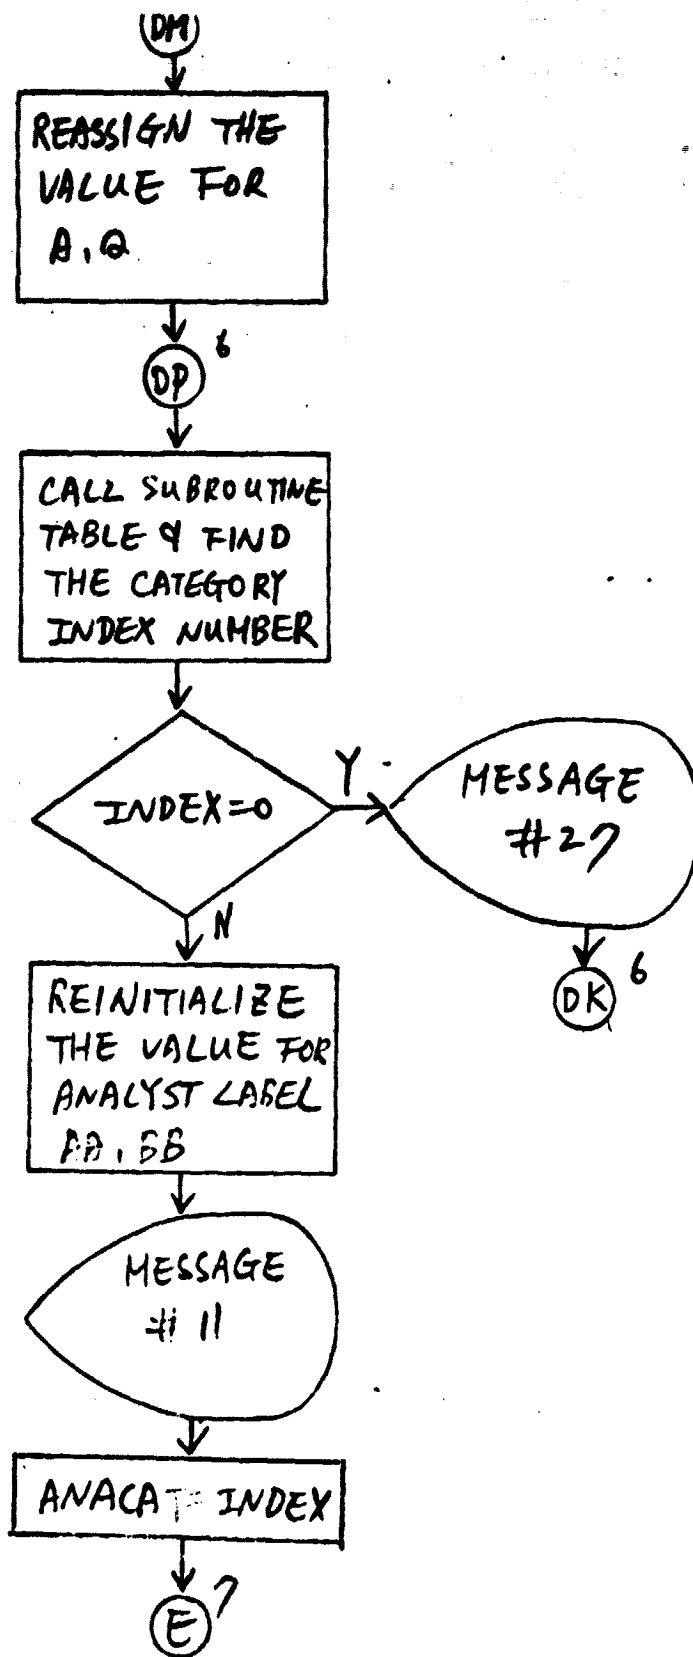 DM
REASSIGN THE
VALUE FOR
A,Q
DP 6
CALL SUBROUTINE
TABLE & FIND
THE CATEGORY
INDEX NUMBER
INDEX=0
Y
MESSAGE
#27
N
DK 6
REINITIALIZE
THE VALUE FOR
ANALYST LABEL
AA, BB
MESSAGE
#11
ANACAT= INDEX
E 7